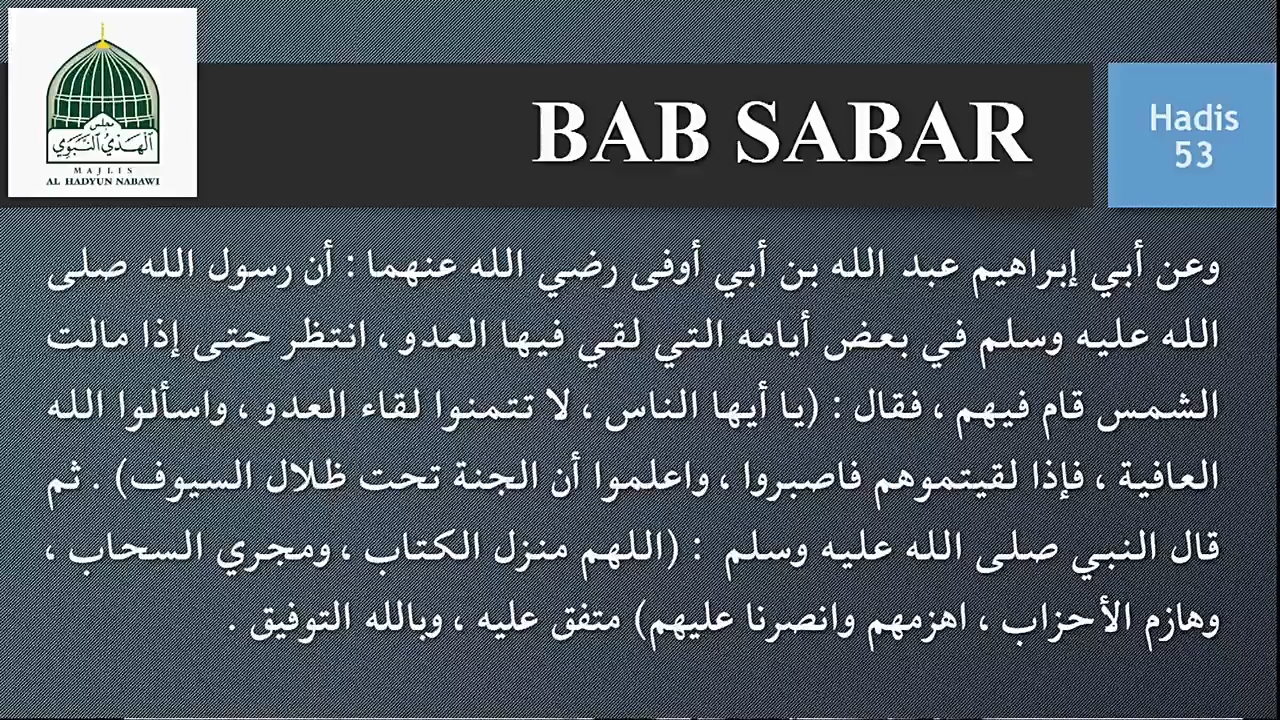 مجلس
الهدي النبوي
MAJLIS
AL HADYUN NABAWI
BAB SABAR
Hadis
53
وعن أبي إبراهيم عبد الله بن أبي أوفى رضي الله عنهما : أن رسول الله صلى
الله عليه وسلم في بعض أيامه التي لقي فيها العدو ، انتظر حتى إذا مالت
الشمس قام فيهم ، فقال : (يا أيها الناس ، لا تتمنوا لقاء العدو ، واسألوا الله
العافية ، فإذا لقيتموهم فاصبروا ، واعلموا أن الجنة تحت ظلال السيوف) . ثم
قال النبي صلى الله عليه وسلم : (اللهم منزل الكتاب ، ومجري السحاب ،
وهازم الأحزاب ، اهزمهم وانصرنا عليهم) متفق عليه ، وبالله التوفيق .